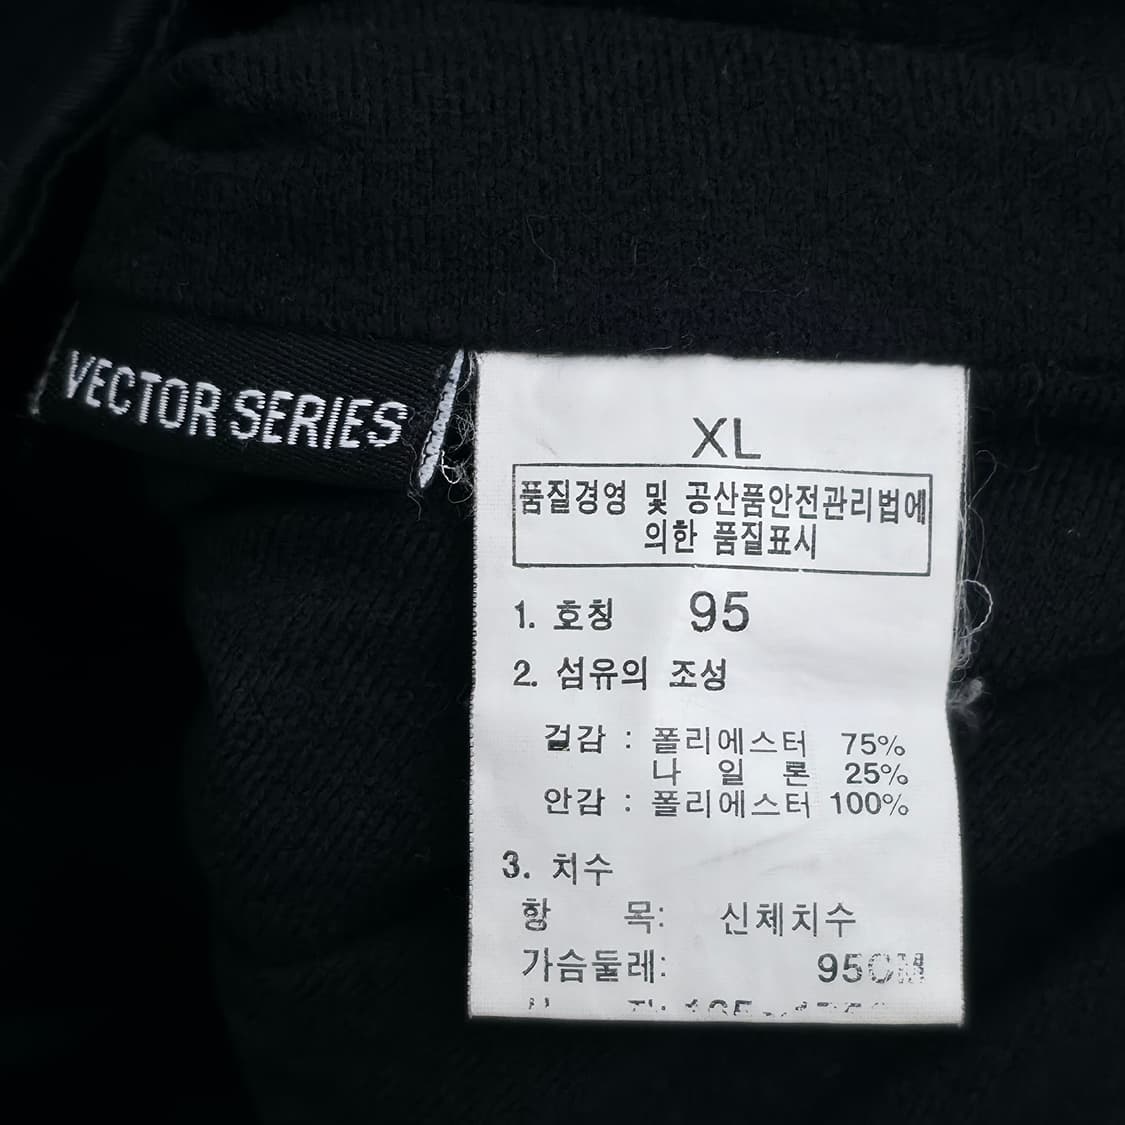 VECTOR SERIES
XL
품질경영 및 공산품안전관리법에
의한 품질표시
1. 호칭 95
2. 섬유의 조성
걸감 : 폴리에스터 75%
나 일 론 25%
안감 : 폴리에스터 100%
3. 치수
항 목: 신체치수
가슴둘레: 95CM